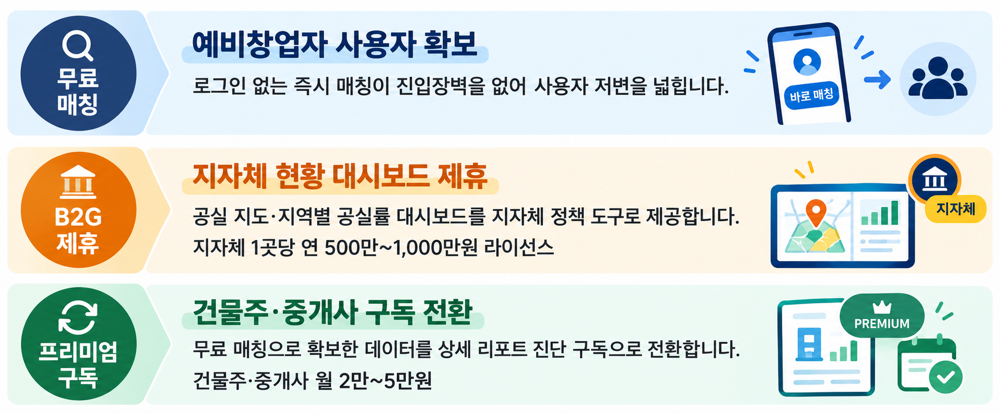 무료
매칭
예비창업자 사용자 확보
로그인 없는 즉시 매칭이 진입장벽을 없어 사용자 저변을 넓힙니다.
바로 매칭
B2G
제휴
지자체 현황 대시보드 제휴
공실 지도·지역별 공실률 대시보드를 지자체 정책 도구로 제공합니다.
지자체 1곳당 연 500만~1,000만원 라이선스
지자체
프리미엄
구독
건물주·중개사 구독 전환
무료 매칭으로 확보한 데이터를 상세 리포트 진단 구독으로 전환합니다.
건물주·중개사 월 2만~5만원
PREMIUM